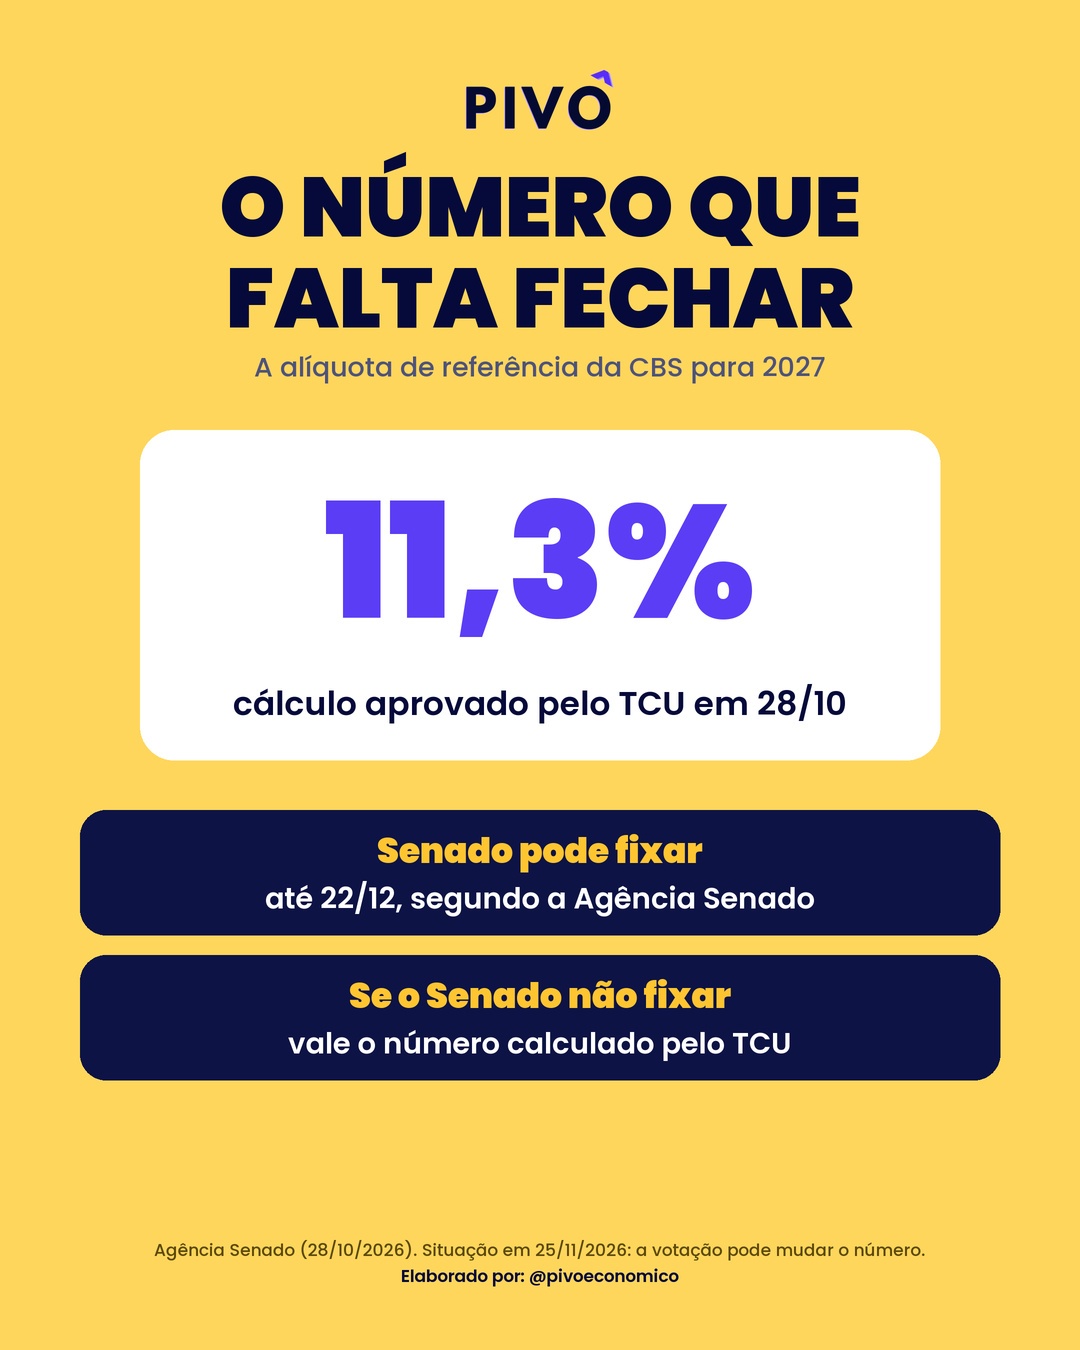 PIVÔ
O NÚMERO QUE
FALTA FECHAR
A alíquota de referência da CBS para 2027
11,3%
cálculo aprovado pelo TCU em 28/10
Senado pode fixar
até 22/12, segundo a Agência Senado
Se o Senado não fixar
vale o número calculado pelo TCU
Agência Senado (28/10/2026). Situação em 25/11/2026: a votação pode mudar o número.
Elaborado por: @pivoeconomico